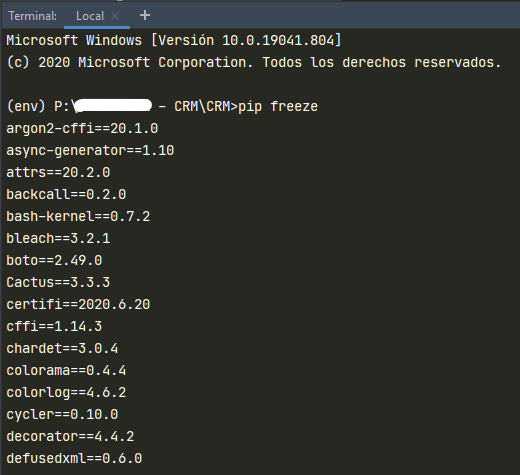 Terminal: Local × +
Microsoft Windows [Versión 10.0.19041.804]
(c) 2020 Microsoft Corporation. Todos los derechos reservados.
(env) P:\ - CRM\CRM>pip freeze
argon2-cffi==20.1.0
async-generator==1.10
attrs==20.2.0
backcall==0.2.0
bash-kernel==0.7.2
bleach==3.2.1
boto==2.49.0
Cactus==3.3.3
certifi==2020.6.20
cffi==1.14.3
chardet==3.0.4
colorama==0.4.4
colorlog==4.6.2
cycler==0.10.0
decorator==4.4.2
defusedxml==0.6.0